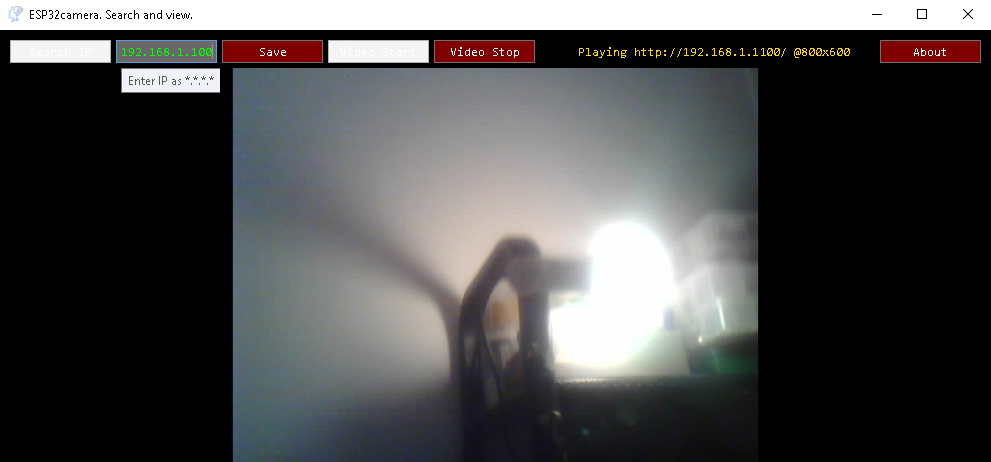 ESP32camera. Search and view.
Search IP 192.168.1.100 Save Video Start Video Stop Playing http://192.168.1.1100/ @800x600 About
Enter IP as *.*.*.*